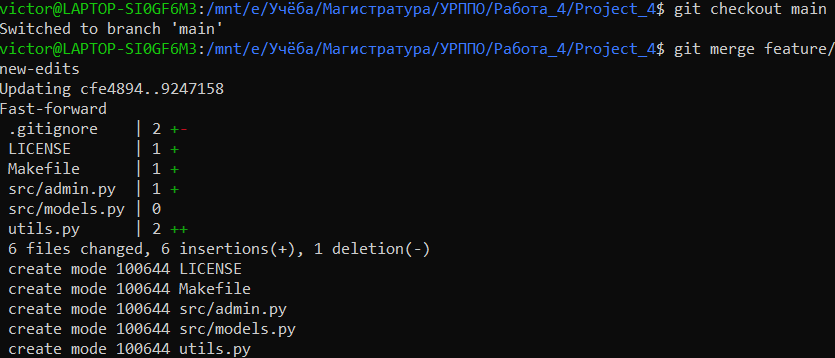 victor@LAPTOP-SI0GF6M3:/mnt/e/Учёба/Магистратура/УРППО/Работа_4/Project_4$ git checkout main
Switched to branch 'main'
victor@LAPTOP-SI0GF6M3:/mnt/e/Учёба/Магистратура/УРППО/Работа_4/Project_4$ git merge feature/
new-edits
Updating cfe4894..9247158
Fast-forward
 .gitignore    | 2 +-
 LICENSE       | 1 +
 Makefile      | 1 +
 src/admin.py  | 1 +
 src/models.py | 0
 utils.py      | 2 ++
 6 files changed, 6 insertions(+), 1 deletion(-)
 create mode 100644 LICENSE
 create mode 100644 Makefile
 create mode 100644 src/admin.py
 create mode 100644 src/models.py
 create mode 100644 utils.py